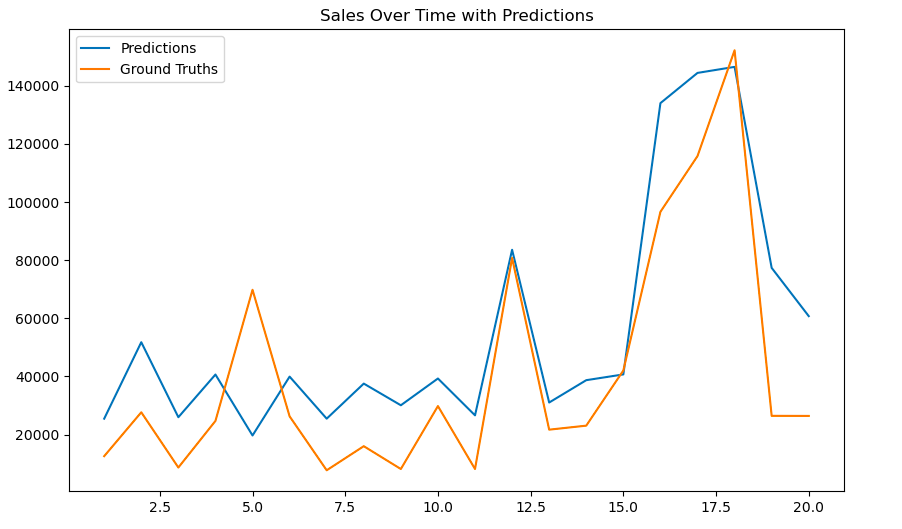 Sales Over Time with Predictions
Predictions
Ground Truths
140000
120000
100000
80000
60000
40000
20000
2.5 5.0 7.5 10.0 12.5 15.0 17.5 20.0